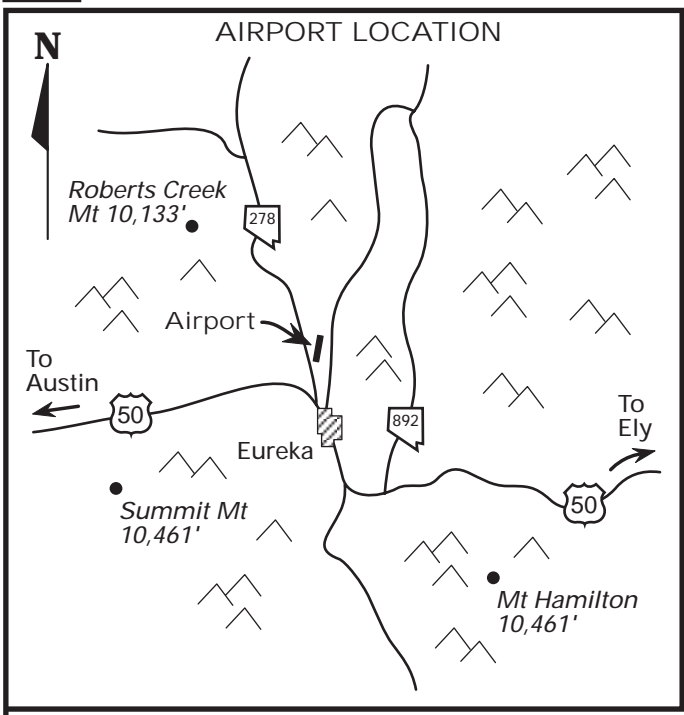 AIRPORT LOCATION
N
Roberts Creek
Mt 10,133'
278
Airport
To
Austin
50
Eureka
892
To
Ely
50
Summit Mt
10,461'
Mt Hamilton
10,461'